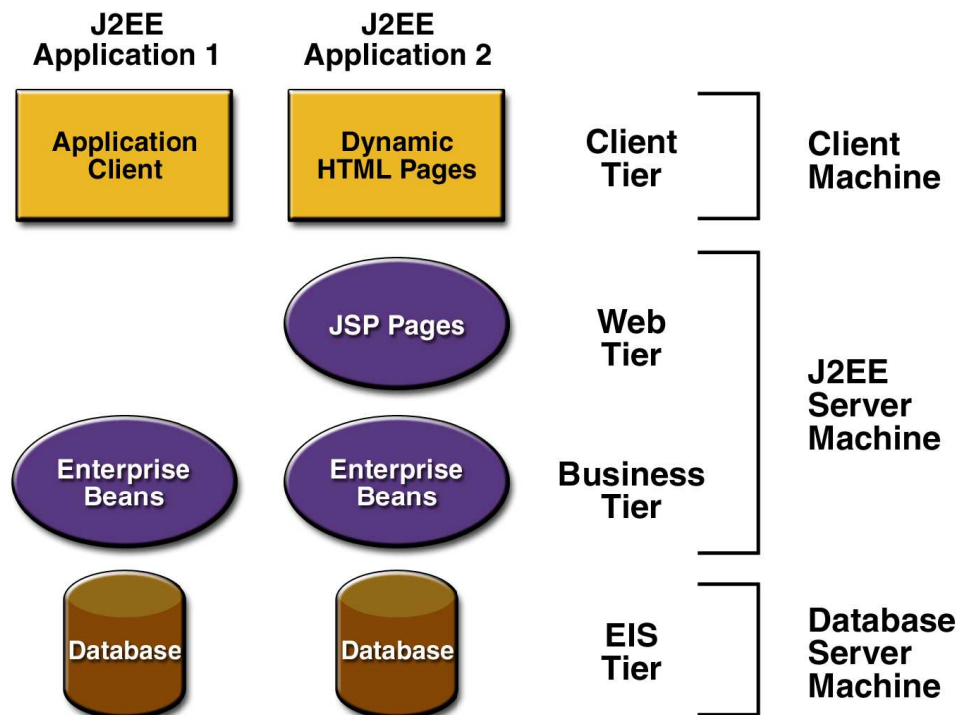 J2EE
Application 1
J2EE
Application 2
Application
Client
Dynamic
HTML Pages
Client
Tier
Client
Machine
JSP Pages
Web
Tier
J2EE
Server
Machine
Enterprise
Beans
Enterprise
Beans
Business
Tier
Database
Database
EIS
Tier
Database
Server
Machine